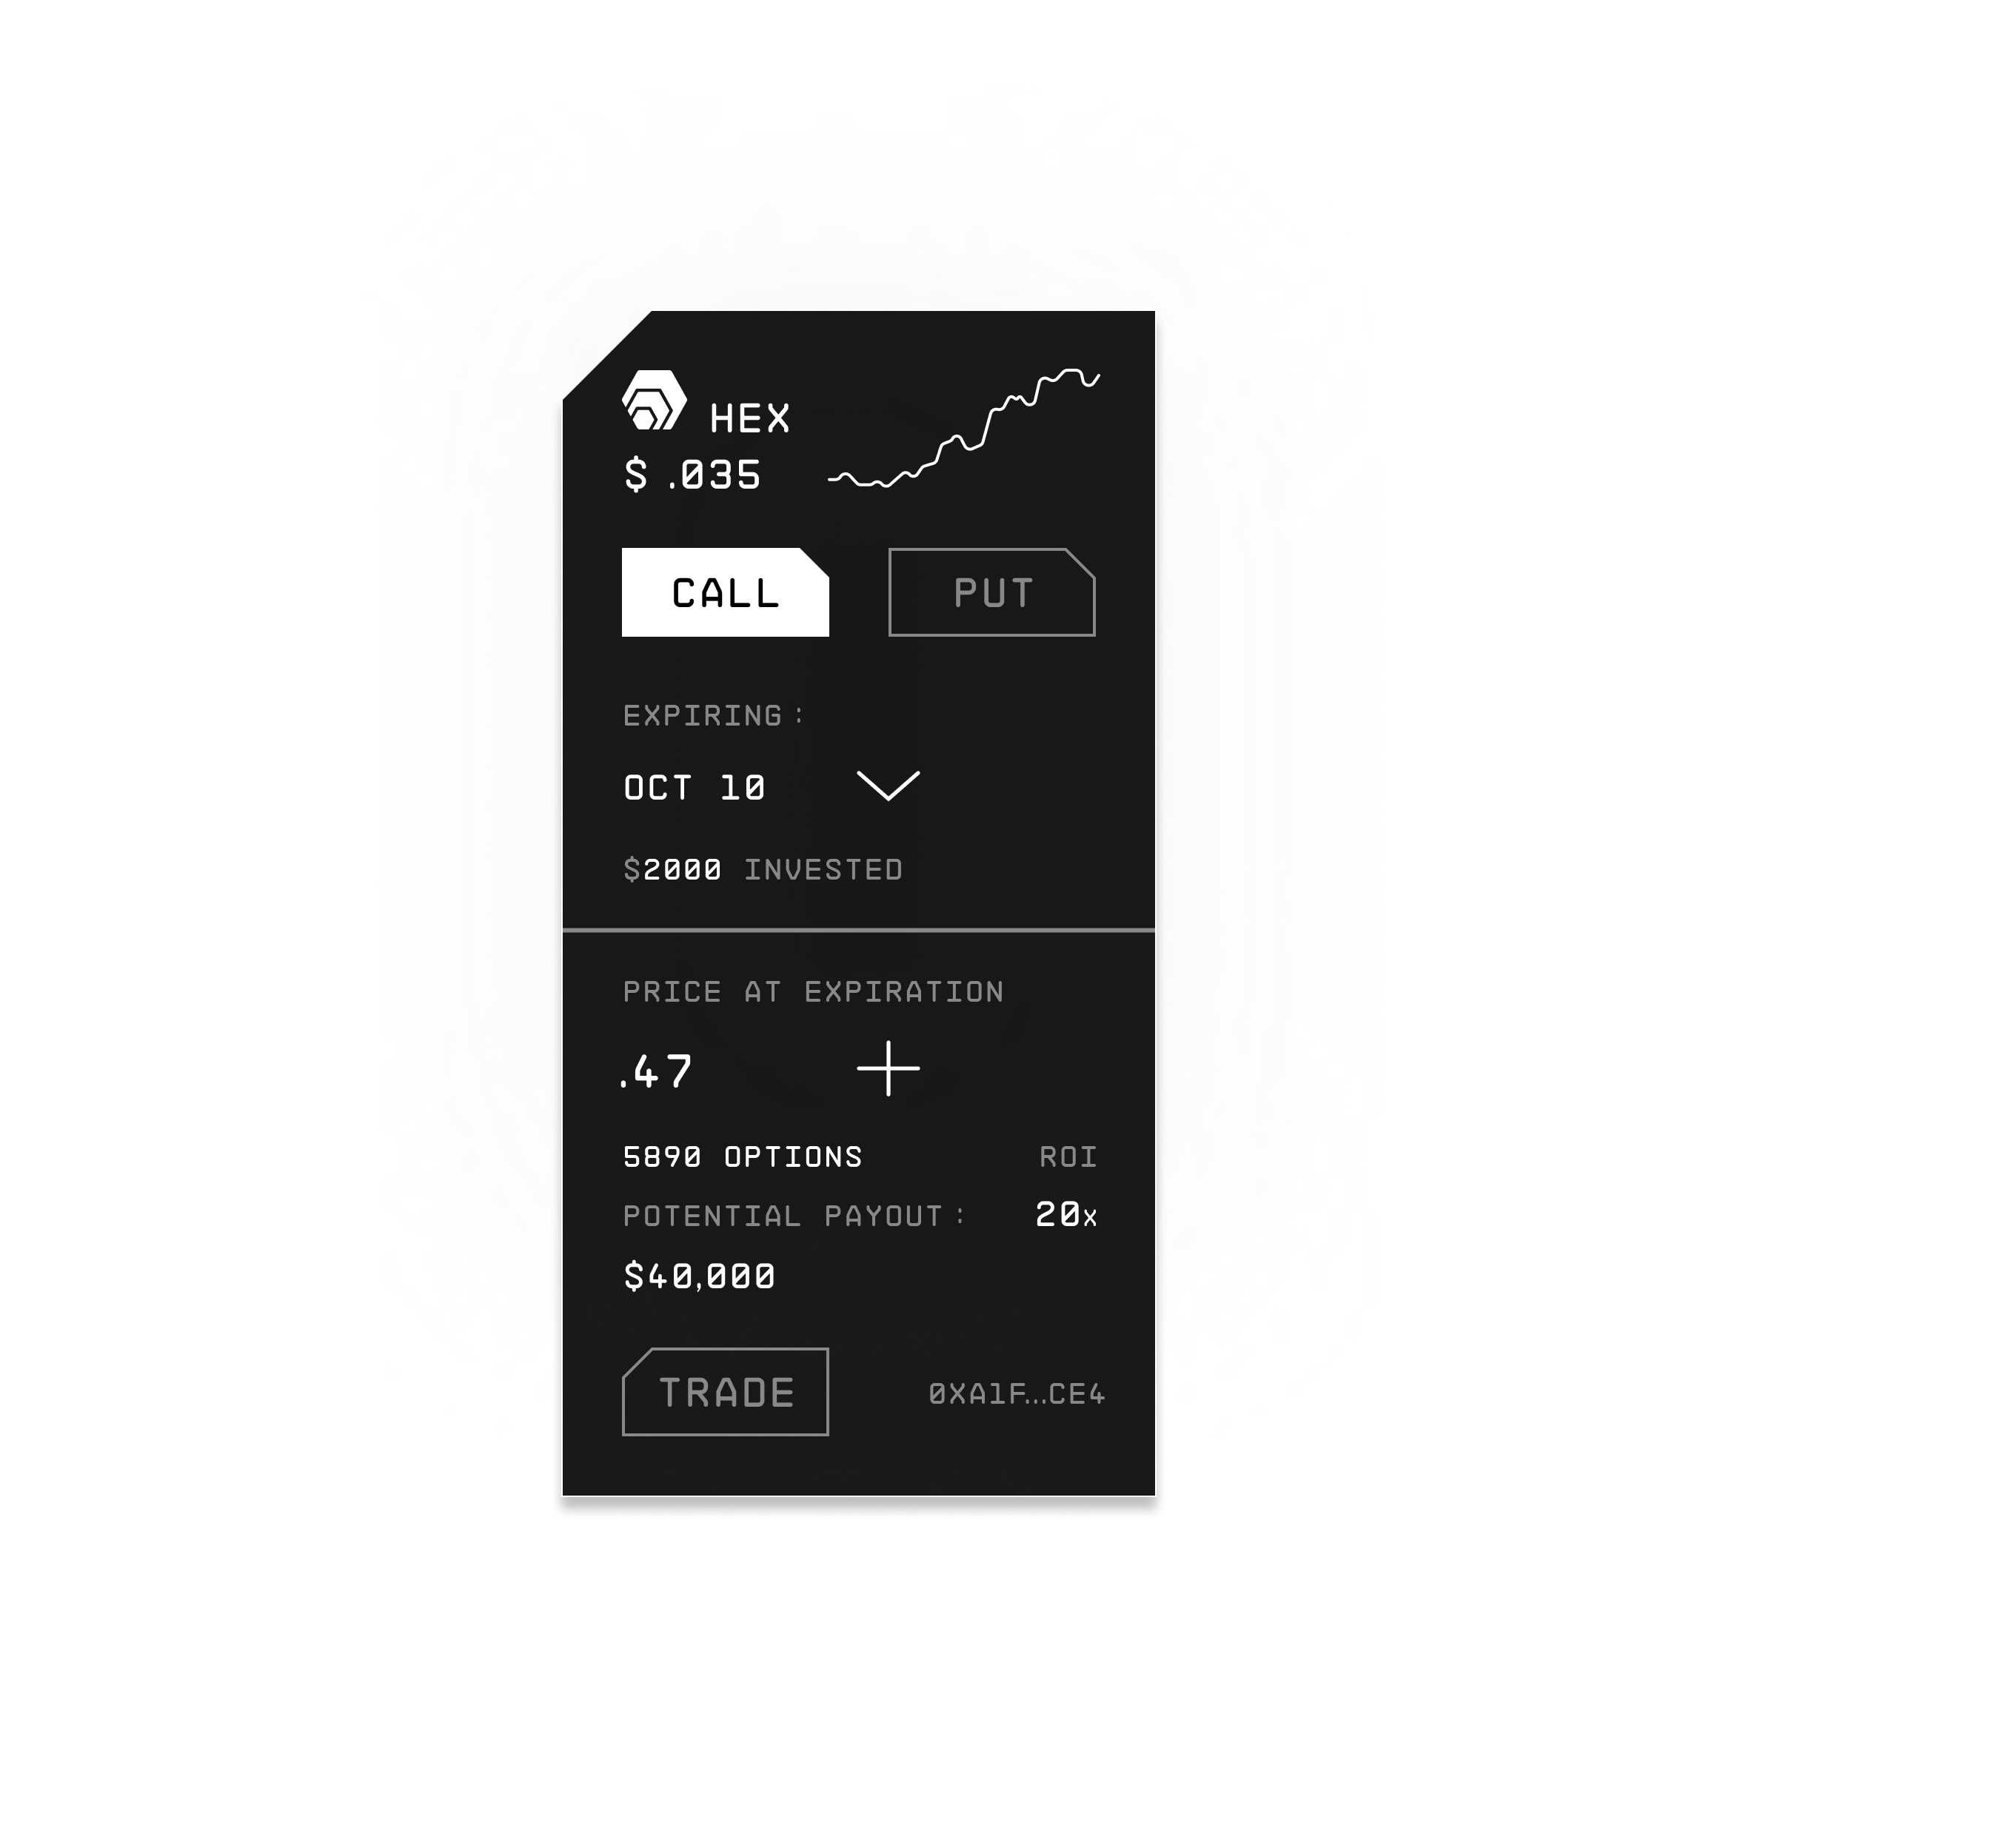 HEX
$ .035
CALL
PUT
EXPIRING:
OCT 10
$2000 INVESTED
PRICE AT EXPIRATION
.47
5890 OPTIONS
ROI
POTENTIAL PAYOUT:
20x
$40,000
TRADE
0XA1F...CE4